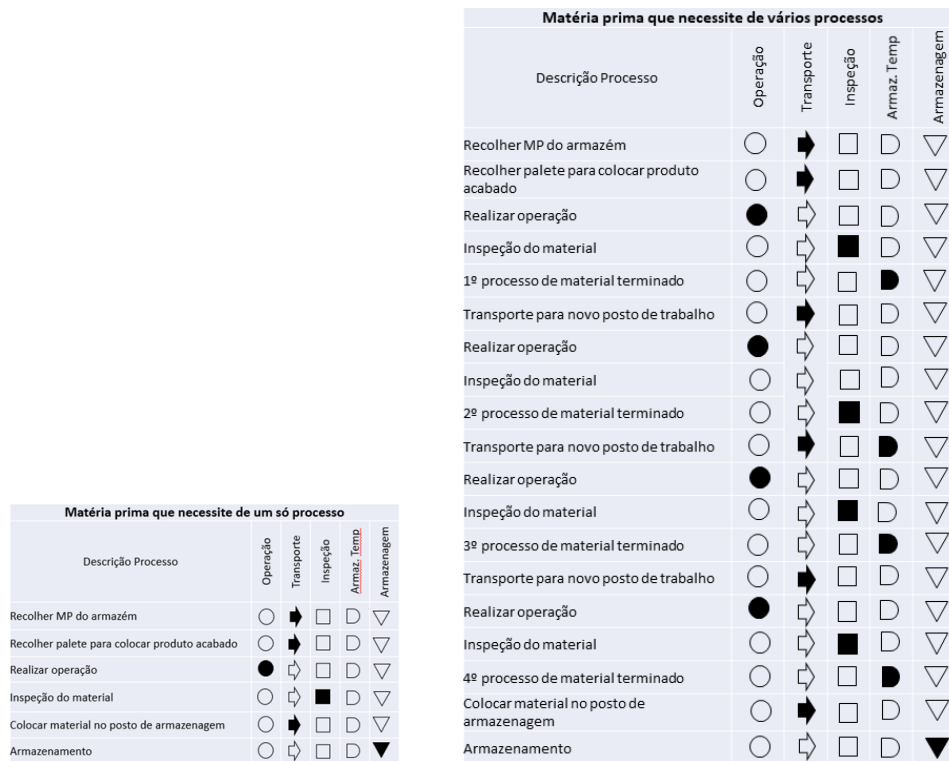 Matéria prima que necessite de um só processo
Descrição Processo
Operação
Transporte
Inspeção
Armaz. Temp
Armazenagem
Recolher MP do armazém
Recolher palete para colocar produto acabado
Realizar operação
Inspeção do material
Colocar material no posto de armazenagem
Armazenamento
Matéria prima que necessite de vários processos
Descrição Processo
Operação
Transporte
Inspeção
Armaz. Temp
Armazenagem
Recolher MP do armazém
Recolher palete para colocar produto
acabado
Realizar operação
Inspeção do material
1º processo de material terminado
Transporte para novo posto de trabalho
Realizar operação
Inspeção do material
2º processo de material terminado
Transporte para novo posto de trabalho
Realizar operação
Inspeção do material
3º processo de material terminado
Transporte para novo posto de trabalho
Realizar operação
Inspeção do material
4º processo de material terminado
Colocar material no posto de
armazenagem
Armazenamento